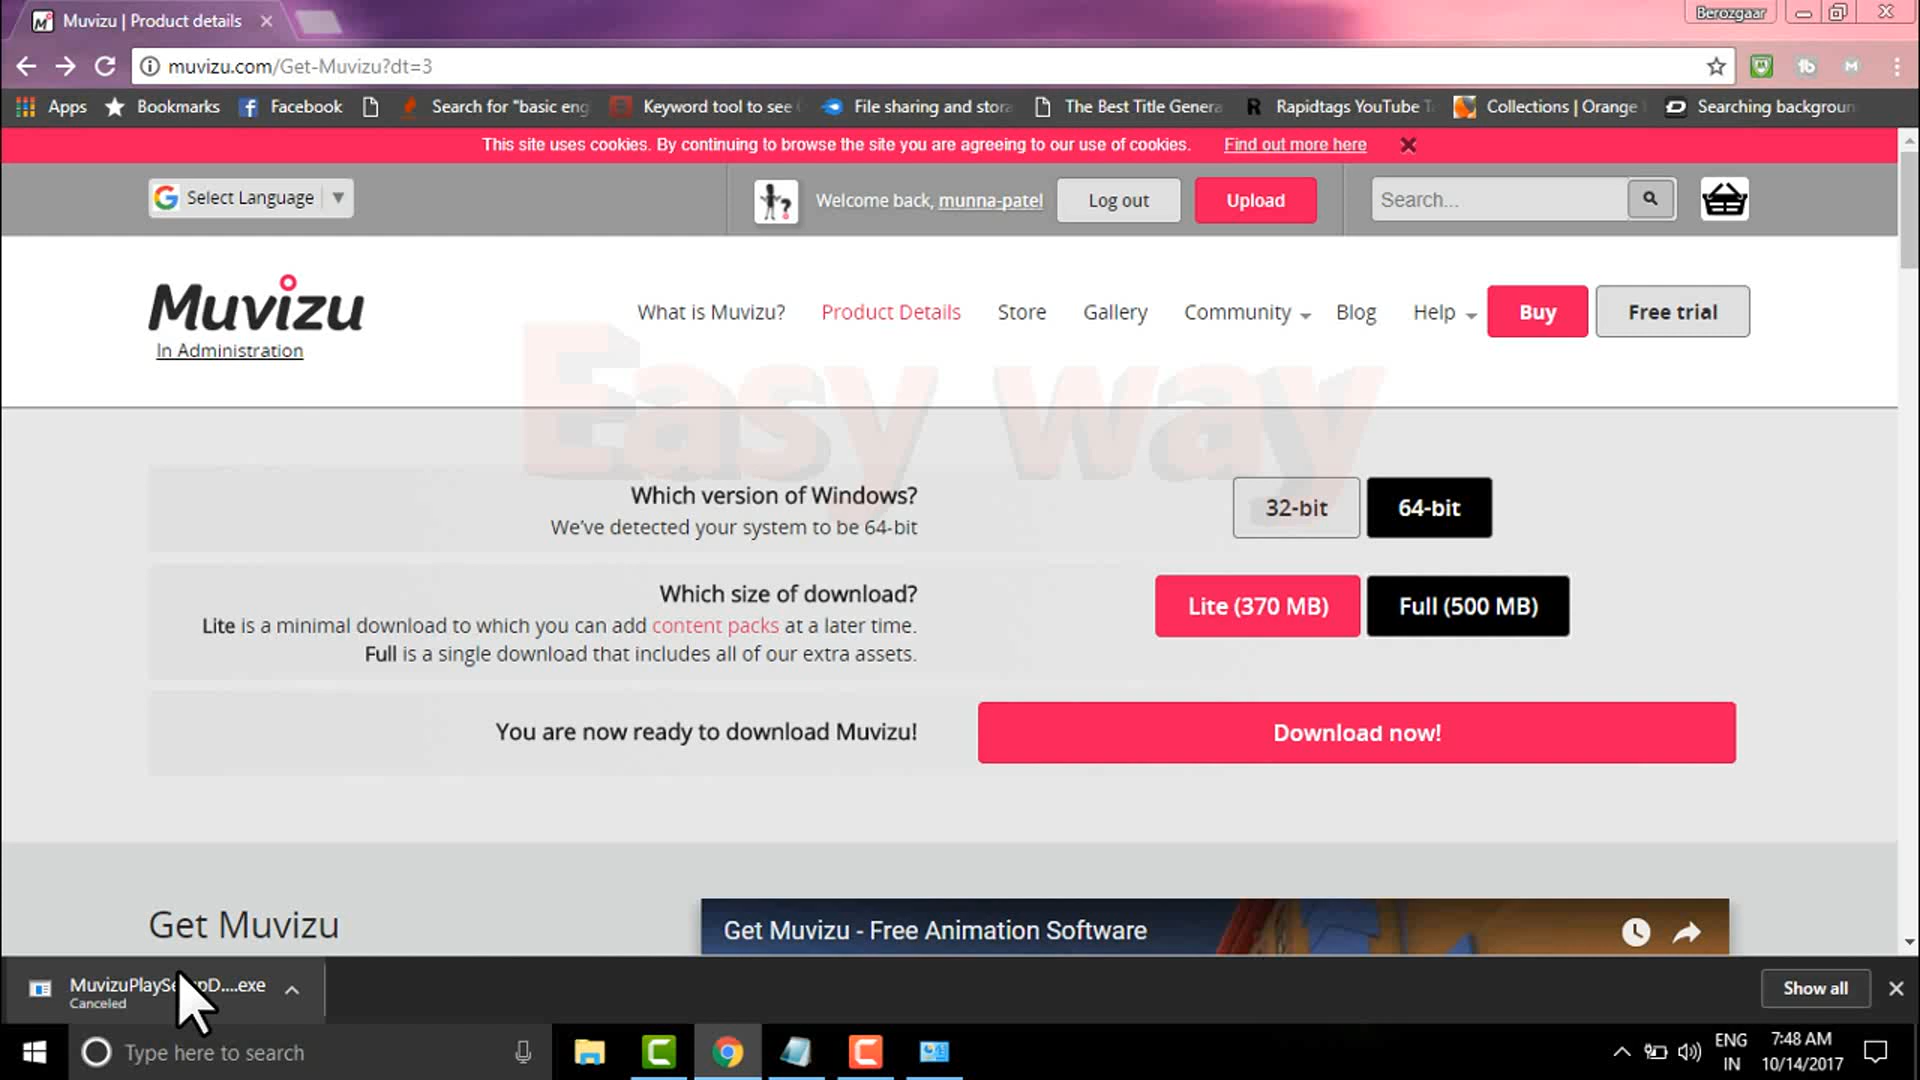 Muvizu | Product details
Berozgaar
muvizu.com/Get-Muvizu?dt=3
Apps
Bookmarks
Facebook
Search for "basic eng
Keyword tool to see
File sharing and stora
The Best Title Genera
Rapidtags YouTube T
Collections | Orange
Searching backgroun
This site uses cookies. By continuing to browse the site you are agreeing to our use of cookies. Find out more here
Select Language
Welcome back, munna-patel
Log out
Upload
Search...
Muvizu
In Administration
What is Muvizu?
Product Details
Store
Gallery
Community
Blog
Help
Buy
Free trial
Easy way
Which version of Windows?
We've detected your system to be 64-bit
32-bit
64-bit
Which size of download?
Lite is a minimal download to which you can add content packs at a later time.
Full is a single download that includes all of our extra assets.
Lite (370 MB)
Full (500 MB)
You are now ready to download Muvizu!
Download now!
Get Muvizu
Get Muvizu - Free Animation Software
Canceled
Show all
Type here to search
ENG
IN
7:48 AM
10/14/2017